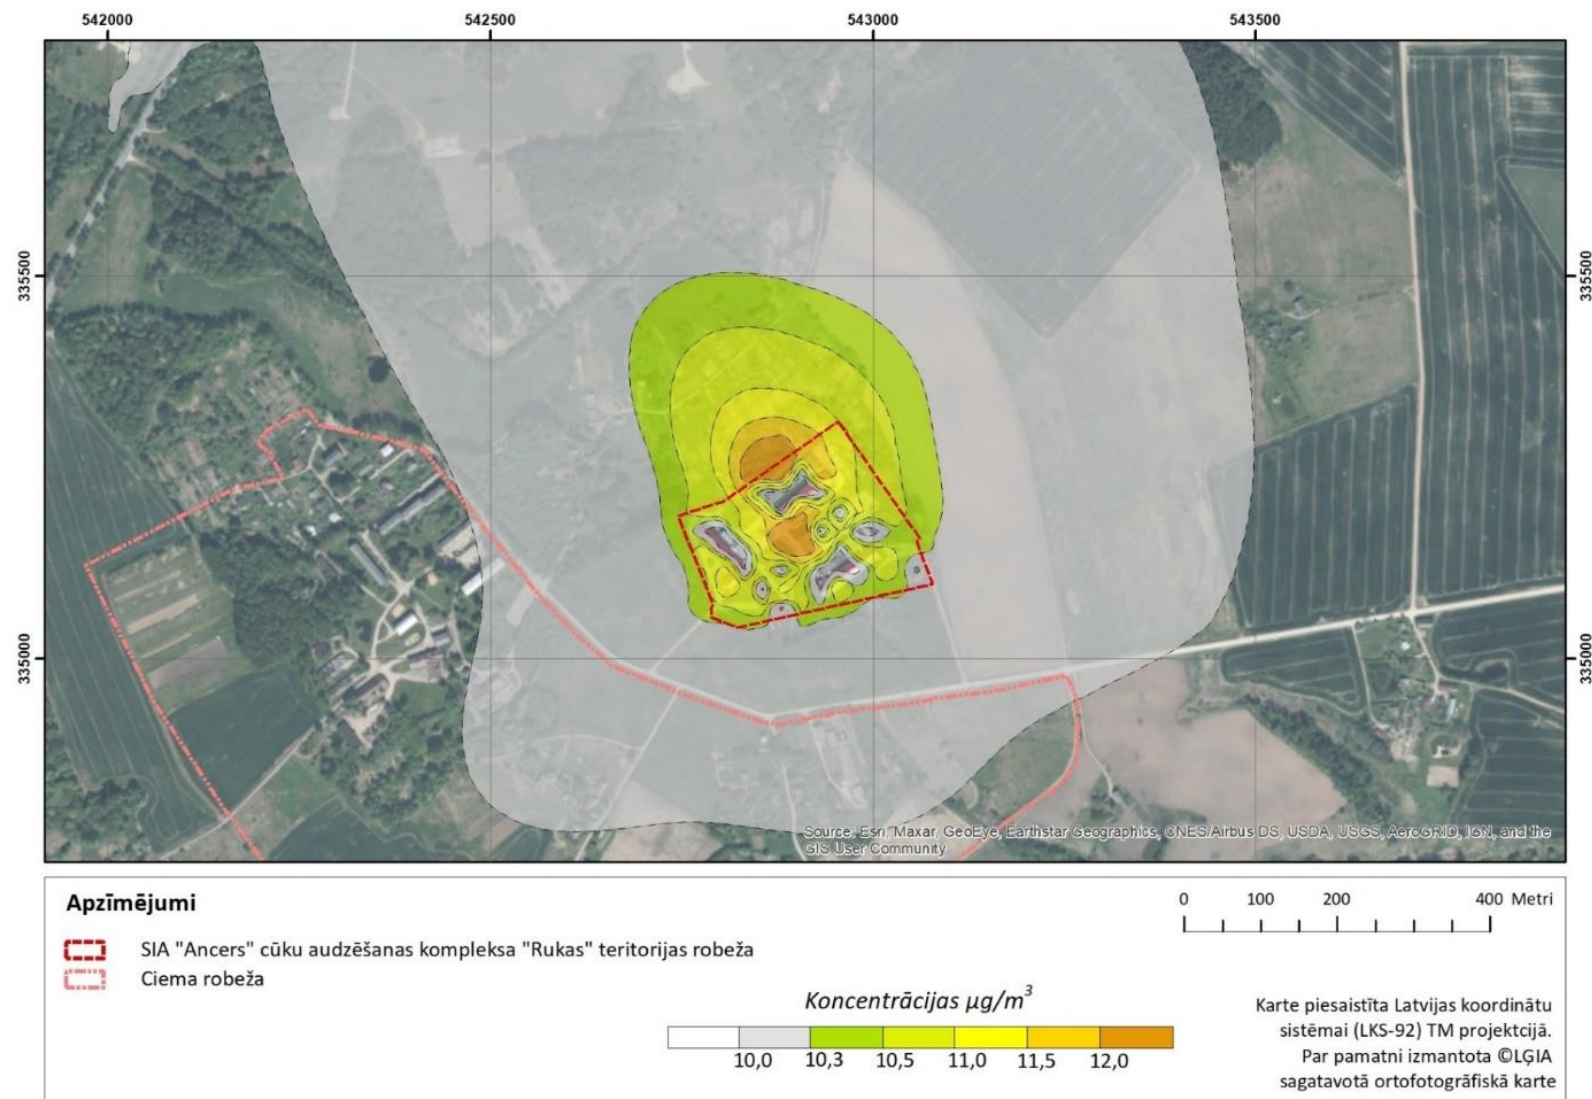 542000 542500 543000 543500
335500 335500
335000 335000
Source: Esri, Maxar, GeoEye, Earthstar Geographics, CNES/Airbus DS, USDA, USGS, AeroGRID, IGN, and the
GIS User Community
Apzīmējumi
SIA "Ancers" cūku audzēšanas kompleksa "Rukas" teritorijas robeža
Ciema robeža
0 100 200 400 Metri
Koncentrācijas µg/m³
10,0 10,3 10,5 11,0 11,5 12,0
Karte piesaistīta Latvijas koordinātu
sistēmai (LKS-92) TM projektcijā.
Par pamatni izmantota ©LĢIA
sagatavotā ortofotogrāfiskā karte